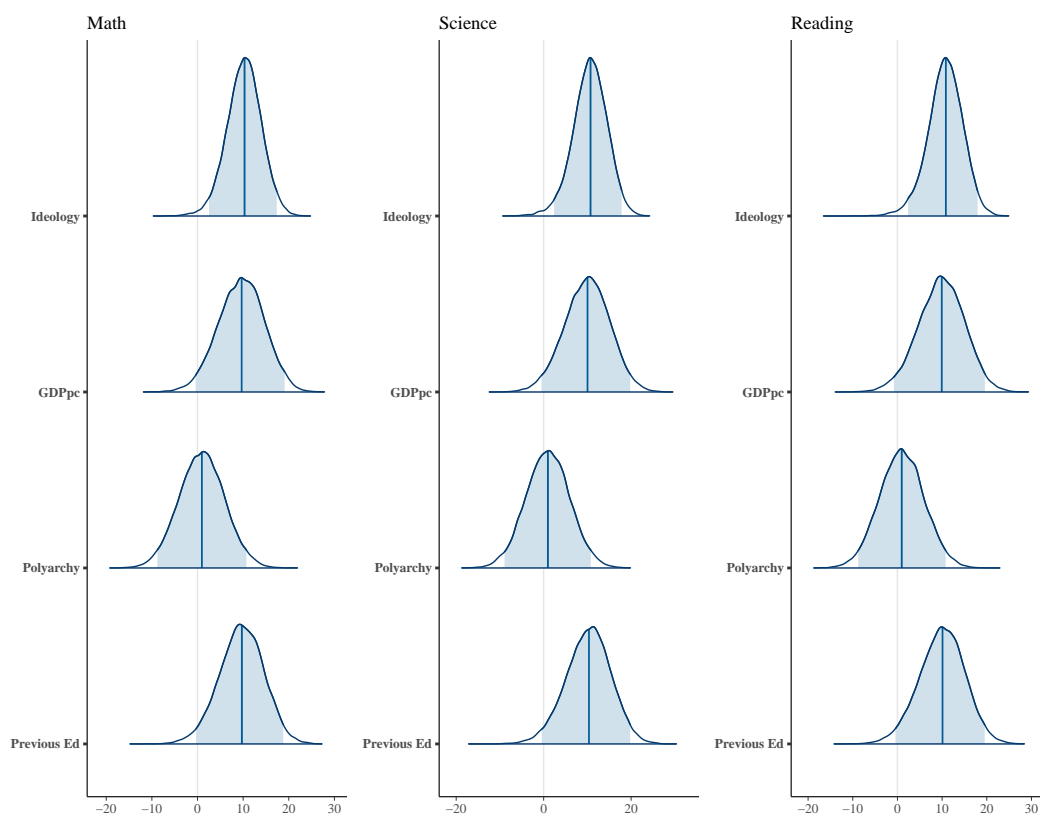 Math
Science
Reading
Ideology
Ideology
Ideology
GDPpc
GDPpc
GDPpc
Polyarchy
Polyarchy
Polyarchy
Previous Ed
Previous Ed
Previous Ed
−20 −10 0 10 20 30
−20 0 20
−20 −10 0 10 20 30